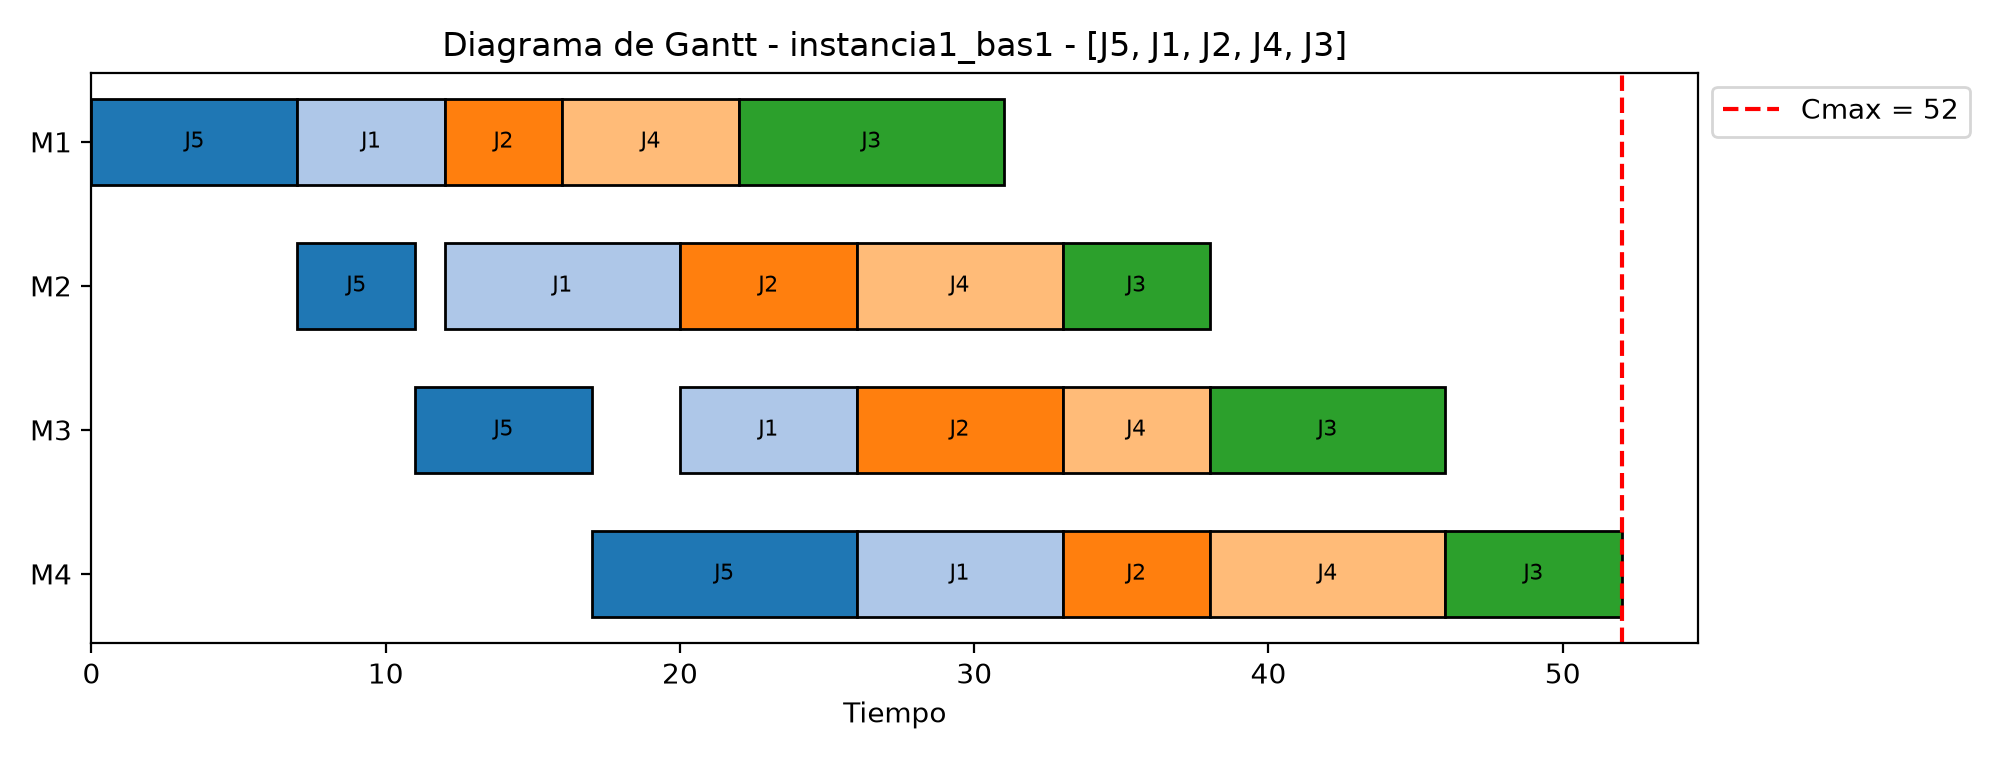 Diagrama de Gantt - instancia1_bas1 - [J5, J1, J2, J4, J3]
Cmax = 52
M1 J5 J1 J2 J4 J3
M2 J5 J1 J2 J4 J3
M3 J5 J1 J2 J4 J3
M4 J5 J1 J2 J4 J3
0 10 20 30 40 50
Tiempo